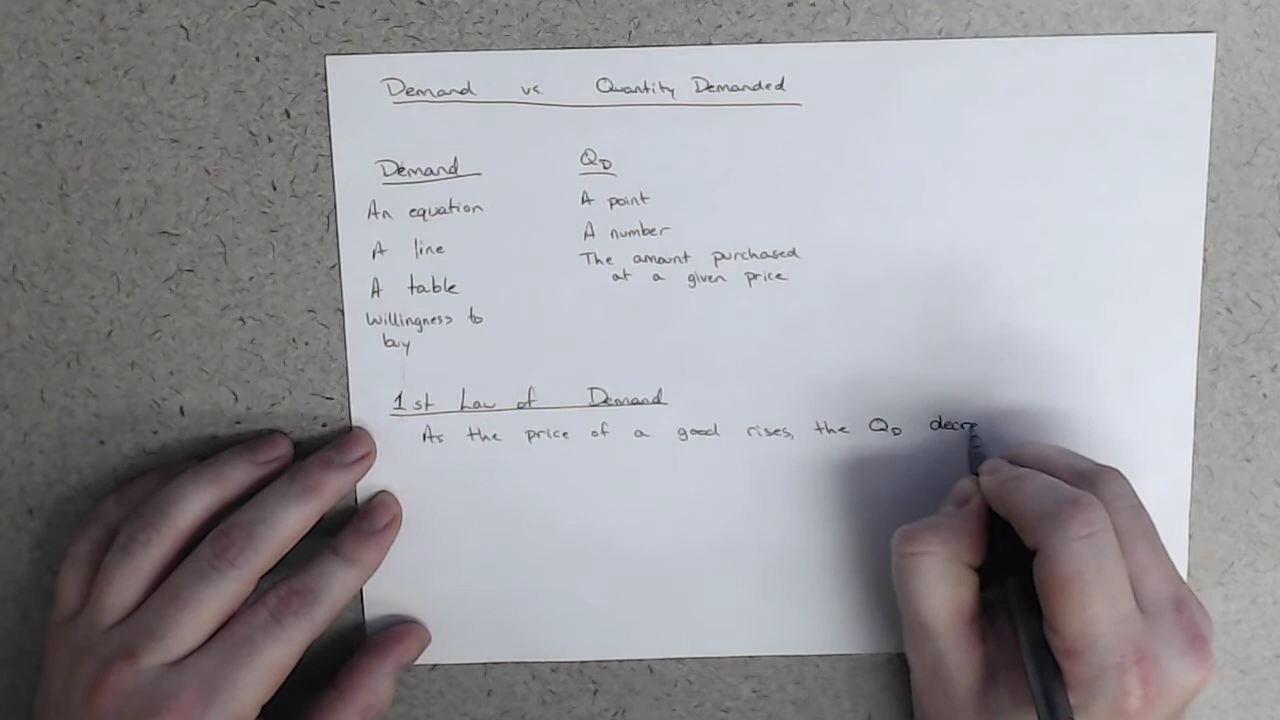 Demand vs. Quantity Demanded
Demand
An equation
A line
A table
Willingness to
buy
QD
A point
A number
The amount purchased
at a given price
1st Law of Demand
As the price of a good rises, the QD decre